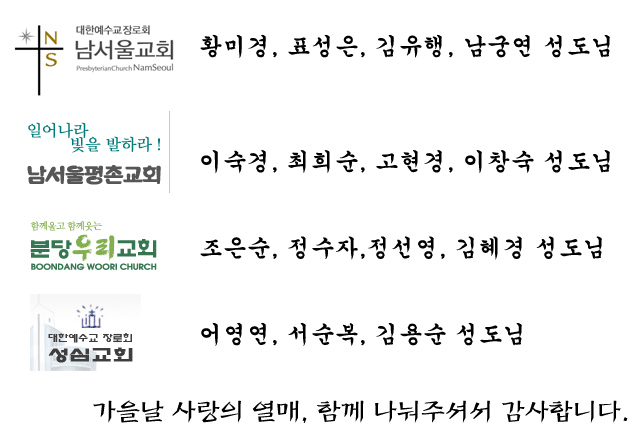 대한예수교장로회
N
S
남서울교회
PresbyterianChurch NamSeoul
황미경, 표성은, 김유행, 남궁연 성도님
일어나라
빛을 발하라 !
남서울평촌교회
이숙경, 최희순, 고현경, 이창숙 성도님
함께울고 함께웃는
분당우리교회
BOONDANG WOORI CHURCH
조은순, 정수자,정선영, 김혜경 성도님
대한예수교 장로회
성심교회
어영연, 서순복, 김용순 성도님
가을날 사랑의 열매, 함께 나눠주셔서 감사합니다.